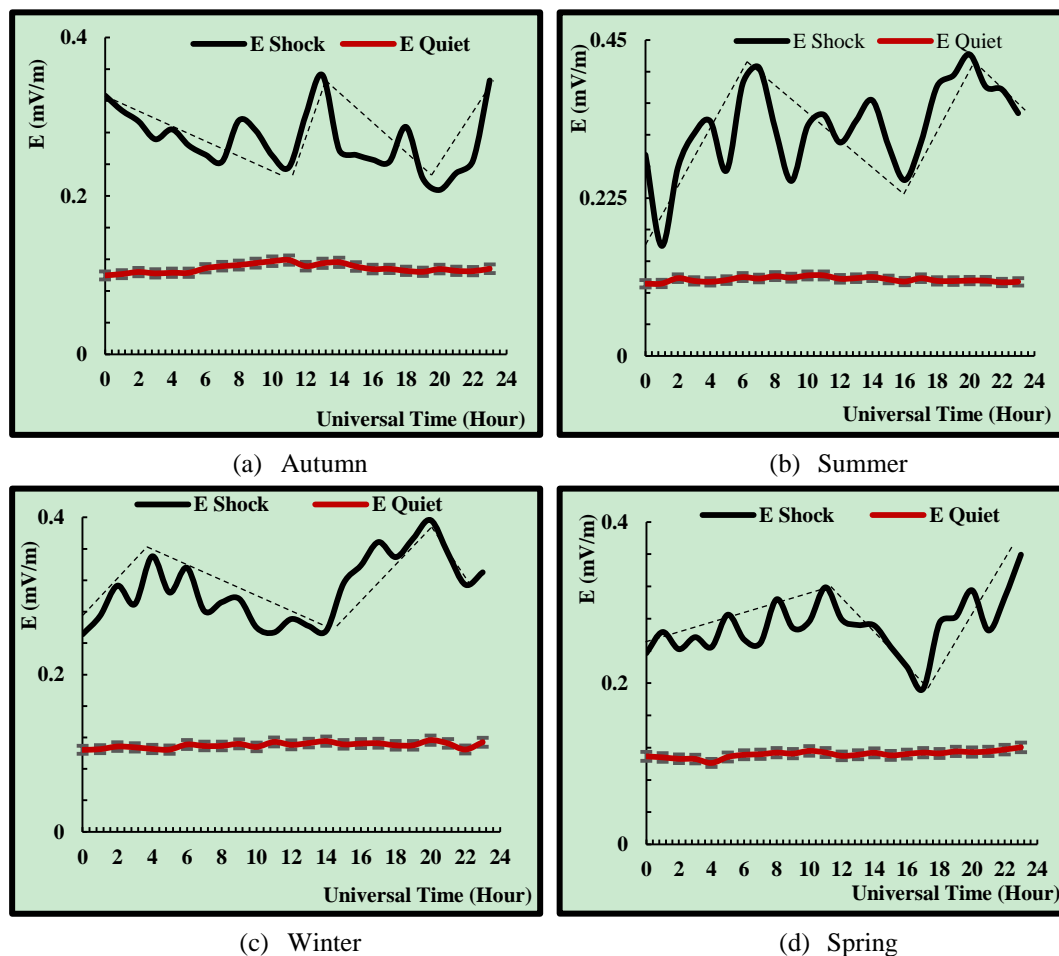 E Shock E Quiet
0.4
0.2
0
E (mV/m)
0 2 4 6 8 10 12 14 16 18 20 22 24
Universal Time (Hour)
(a) Autumn
E Shock E Quiet
0.45
0.225
0
E (mV/m)
0 2 4 6 8 10 12 14 16 18 20 22 24
Universal Time (Hour)
(b) Summer
E Shock E Quiet
0.4
0.2
0
E (mV/m)
0 2 4 6 8 10 12 14 16 18 20 22 24
Universal Time (Hour)
(c) Winter
E Shock E Quiet
0.4
0.2
0
E (mV/m)
0 2 4 6 8 10 12 14 16 18 20 22 24
Universal Time (Hour)
(d) Spring